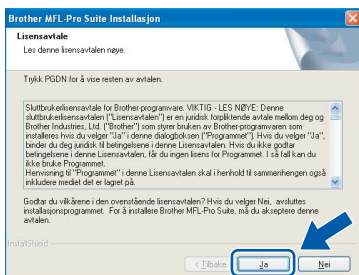 Brother MFL-Pro Suite Installasjon
Lisensavtale
Les denne lisensavtalen nøye.
Trykk PGDN for å vise resten av avtalen.
Sluttbrukerlisensavtale for Brother-programvare. VIKTIG - LES NØYE: Denne
sluttbrukerlisensavtalen ("Lisensavtalen") er en juridisk forpliktende avtale mellom deg og
Brother Industries, Ltd. ("Brother") som styrer bruken av Brother-programvaren som
installeres hvis du velger "Ja" i denne dialogboksen ("Programmet"). Hvis du velger "Ja",
binder du deg juridisk til betingelsene i denne Lisensavtalen. Hvis du ikke godtar
betingelsene i denne Lisensavtalen, får du ingen lisens for Programmet. I så fall kan du
ikke bruke Programmet.
Henvisning til "Programmet" i denne Lisensavtalen skal i henhold til sammenhengen også
inkludere mediet det er lagret på.
Godtar du vilkårene i den ovenstående lisensavtalen? Hvis du velger Nei, avsluttes
installasjonsprogrammet. For å installere Brother MFL-Pro Suite, må du akseptere denne
avtalen.
InstallShield
< Tilbake
Ja
Nei